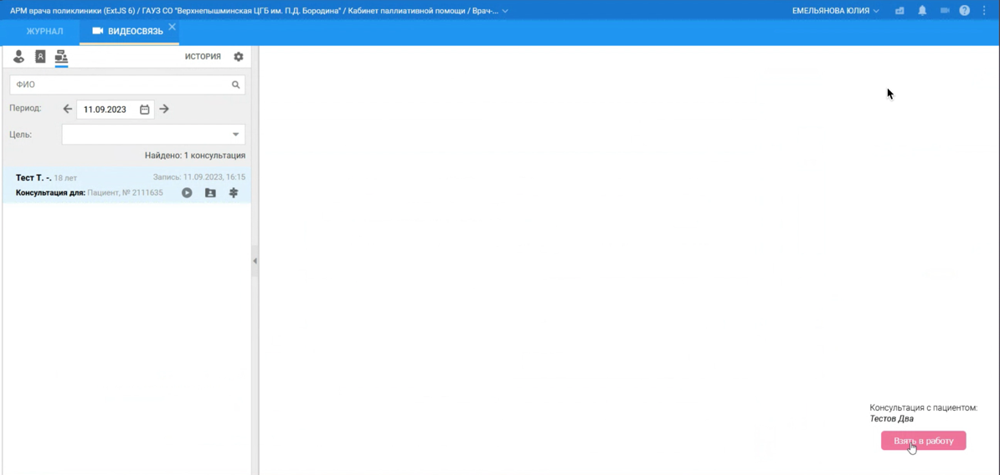 АРМ врача поликлиники (ExtJS 6) / ГАУЗ СО "Верхнепышминская ЦГБ им. П.Д. Бородина" / Кабинет паллиативной помощи / Врач-...
ЕМЕЛЬЯНОВА ЮЛИЯ
ЖУРНАЛ
ВИДЕОСВЯЗЬ
ИСТОРИЯ
ФИО
Период:
11.09.2023
Цель:
Найдено: 1 консультация
Тест Т. -. 18 лет
Запись: 11.09.2023, 16:15
Консультация для: Пациент, № 2111635
Консультация с пациентом:
Тестов Два
Взять в работу